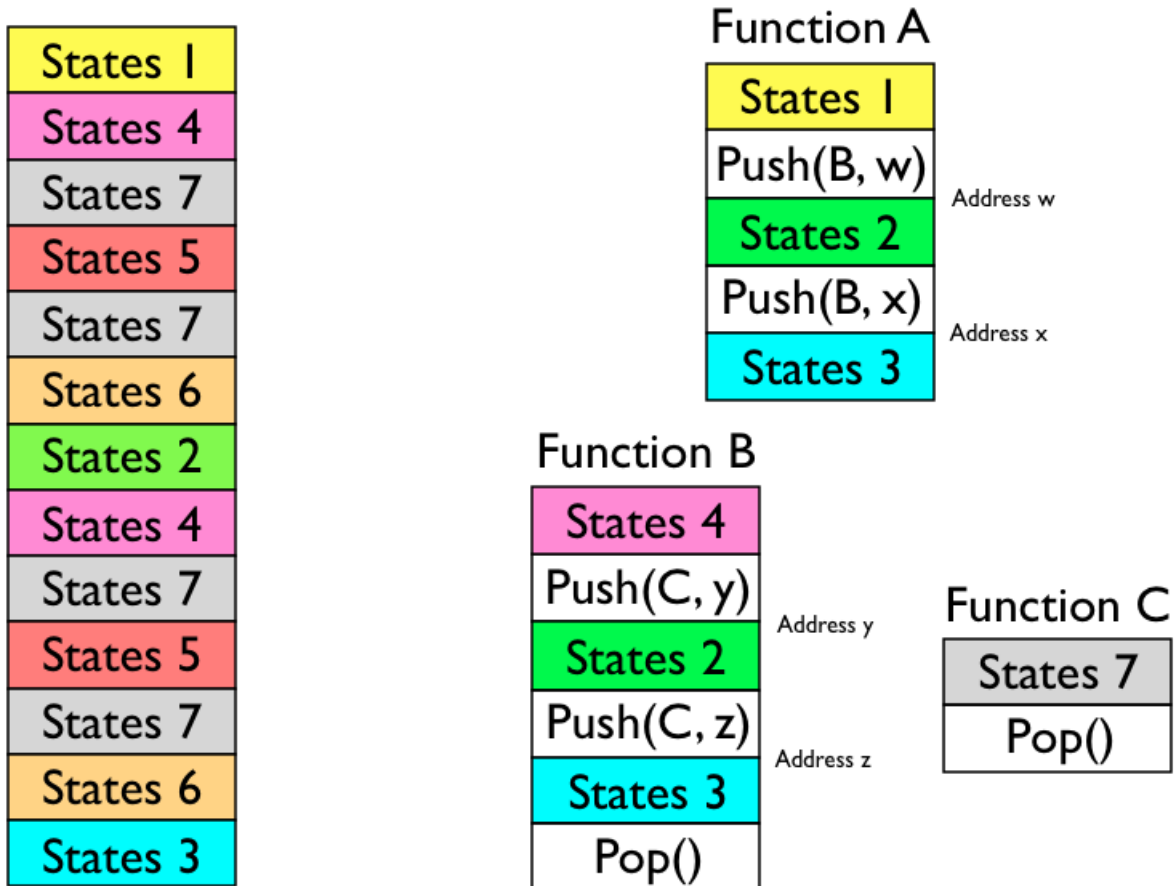 States 1
States 4
States 7
States 5
States 7
States 6
States 2
States 4
States 7
States 5
States 7
States 6
States 3
Function A
States 1
Push(B, w)
Address w
States 2
Push(B, x)
Address x
States 3
Function B
States 4
Push(C, y)
Address y
States 2
Push(C, z)
Address z
States 3
Pop()
Function C
States 7
Pop()